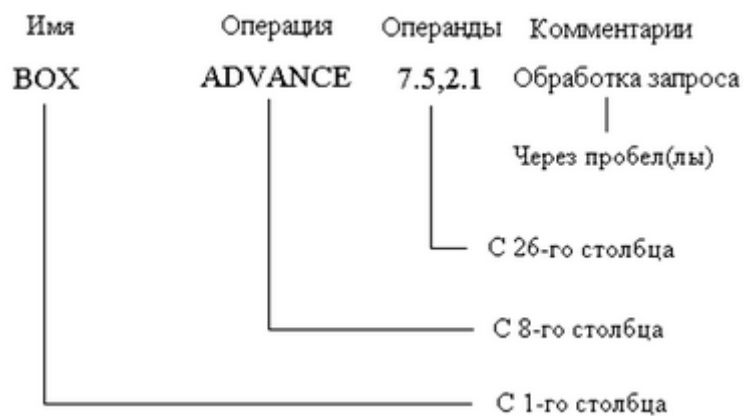 Имя Операция Операнды Комментарии
BOX ADVANCE 7.5,2.1 Обработка запроса
Через пробел(лы)
С 26-го столбца
С 8-го столбца
С 1-го столбца